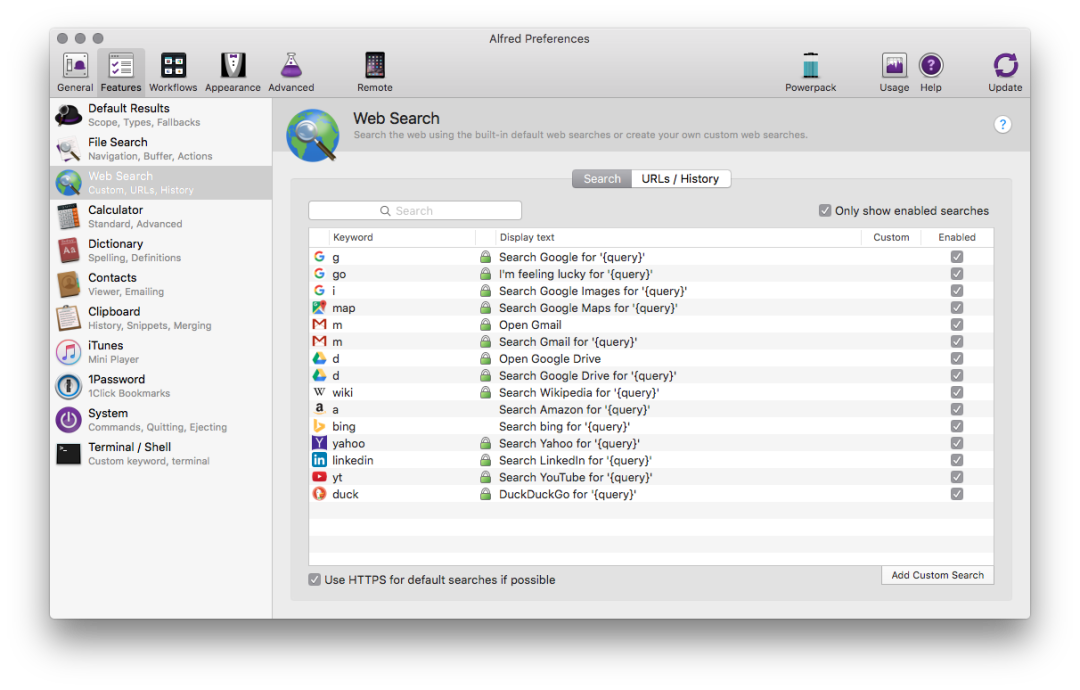 Alfred Preferences
General Features Workflows Appearance Advanced Remote Powerpack Usage Help Update
Default Results
Scope, Types, Fallbacks
File Search
Navigation, Buffer, Actions
Web Search
Custom, URLs, History
Calculator
Standard, Advanced
Dictionary
Spelling, Definitions
Contacts
Viewer, Emailing
Clipboard
History, Snippets, Merging
iTunes
Mini Player
1Password
1Click Bookmarks
System
Commands, Quitting, Ejecting
Terminal / Shell
Custom keyword, terminal
Web Search
Search the web using the built-in default web searches or create your own custom web searches.
?
Search URLs / History
Search
Only show enabled searches
Keyword Display text Custom Enabled
g Search Google for '{query}'
go I'm feeling lucky for '{query}'
i Search Google Images for '{query}'
map Search Google Maps for '{query}'
m Open Gmail
m Search Gmail for '{query}'
d Open Google Drive
d Search Google Drive for '{query}'
W wiki Search Wikipedia for '{query}'
a a Search Amazon for '{query}'
bing Search bing for '{query}'
Y yahoo Search Yahoo for '{query}'
in linkedin Search LinkedIn for '{query}'
yt Search YouTube for '{query}'
duck DuckDuckGo for '{query}'
Use HTTPS for default searches if possible
Add Custom Search